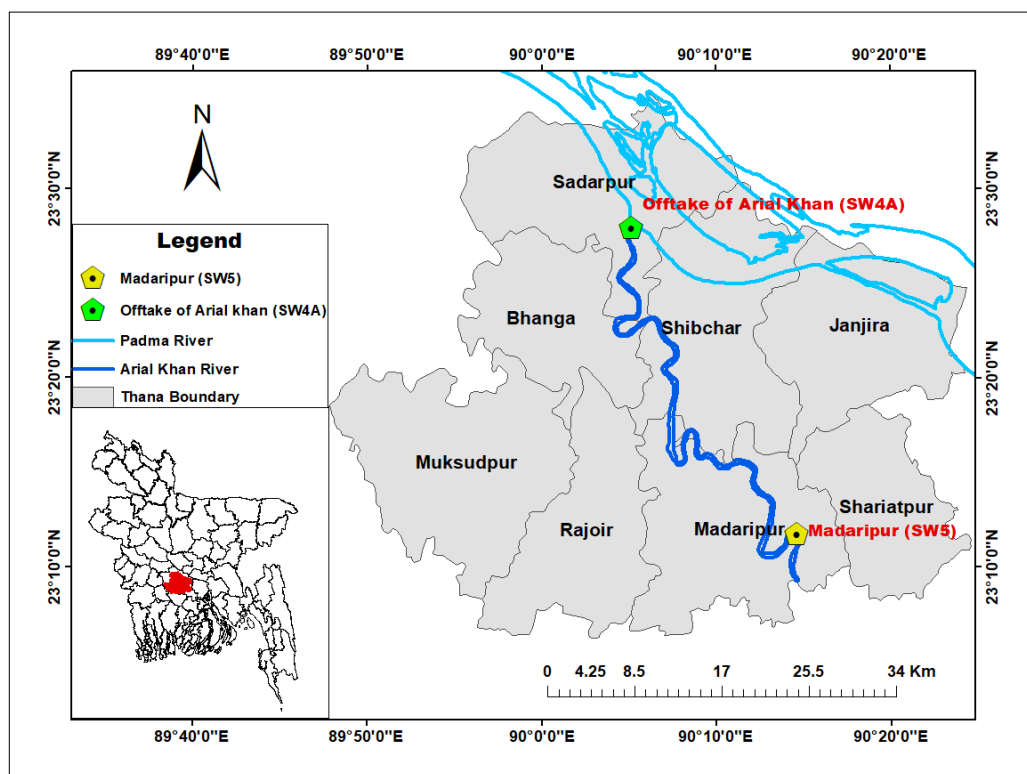 89°40'0"E 89°50'0"E 90°0'0"E 90°10'0"E 90°20'0"E
N
23°30'0"N
23°30'0"N
Sadarpur
Offtake of Arial Khan (SW4A)
Legend
Madaripur (SW5)
Offtake of Arial khan (SW4A)
Padma River
Arial Khan River
Thana Boundary
Bhanga
Shibchar
Janjira
23°20'0"N
23°20'0"N
Muksudpur
Rajoir
Madaripur
Shariatpur
Madaripur (SW5)
23°10'0"N
23°10'0"N
0 4.25 8.5 17 25.5 34 Km
89°40'0"E 89°50'0"E 90°0'0"E 90°10'0"E 90°20'0"E